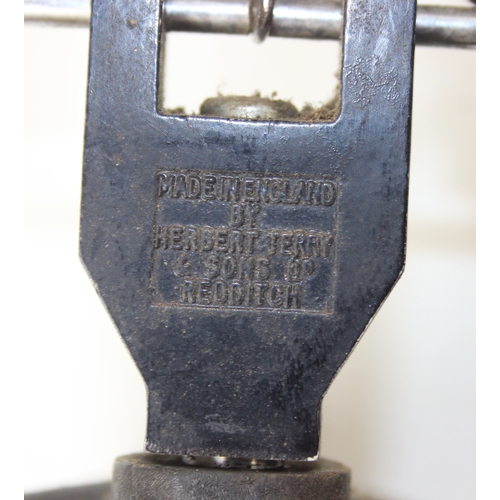 MADE IN ENGLAND
BY
HERBERT TERRY
& SONS LD
REDDITCH